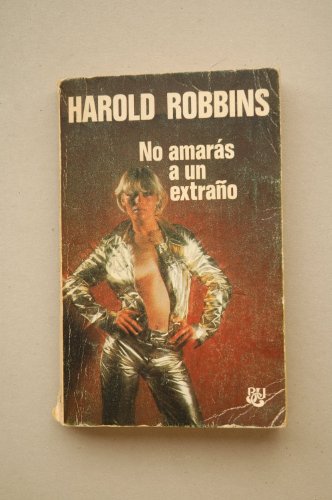 HAROLD ROBBINS
No amarás
a un
extraño